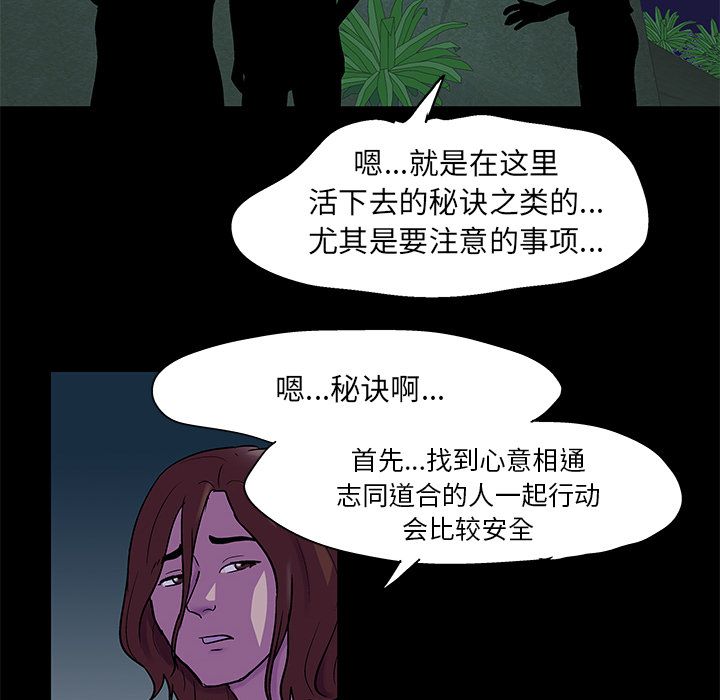 嗯...就是在这里
活下去的秘诀之类的...
尤其是要注意的事项...
嗯...秘诀啊...
首先...找到心意相通
志同道合的人一起行动
会比较安全